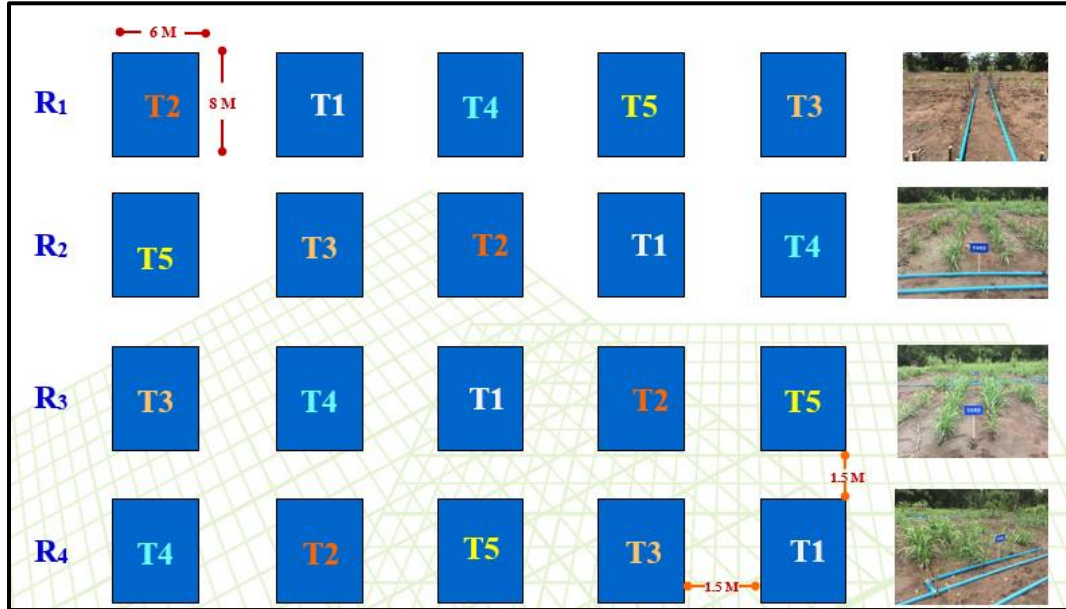 6 M
8 M
R₁ T2 T1 T4 T5 T3
R₂ T5 T3 T2 T1 T4
R₃ T3 T4 T1 T2 T5
1.5 M
R₄ T4 T2 T5 T3 T1
1.5 M